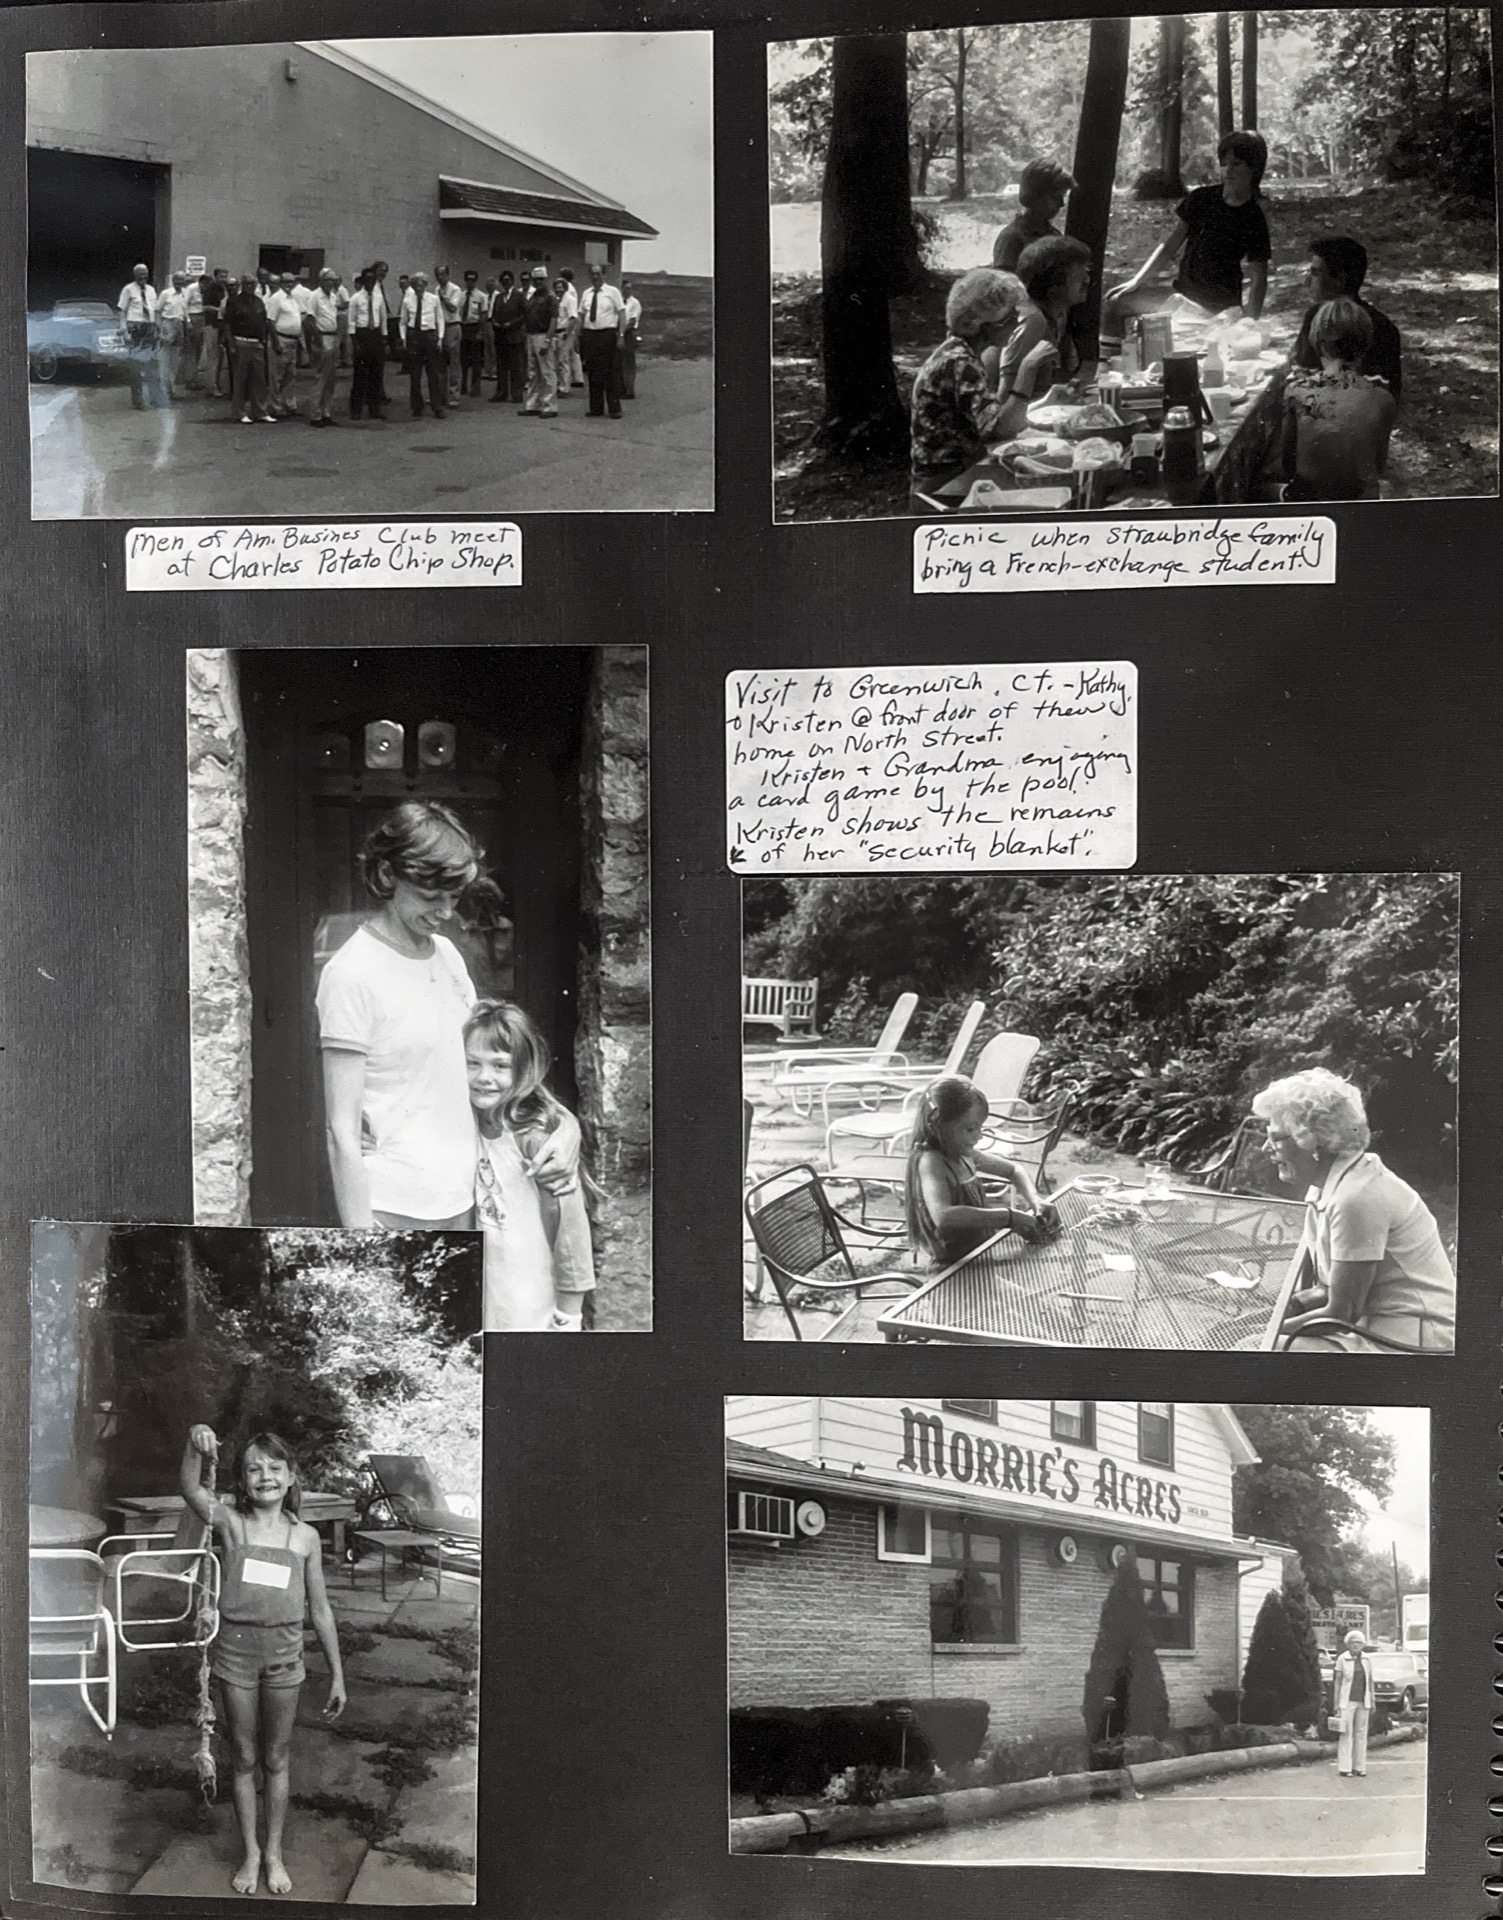 Men of Am. Busines Club meet
at Charles Potato Chip Shop.
Picnic when Strawbridge family
bring a French-exchange student.
Visit to Greenwich, Ct. - Kathy
+ Kristen @ front door of their
home on North Street.
Kristen + Grandma enjoying
a card game by the pool.
Kristen shows the remains
of her "security blanket".
MORRIE'S ACRES